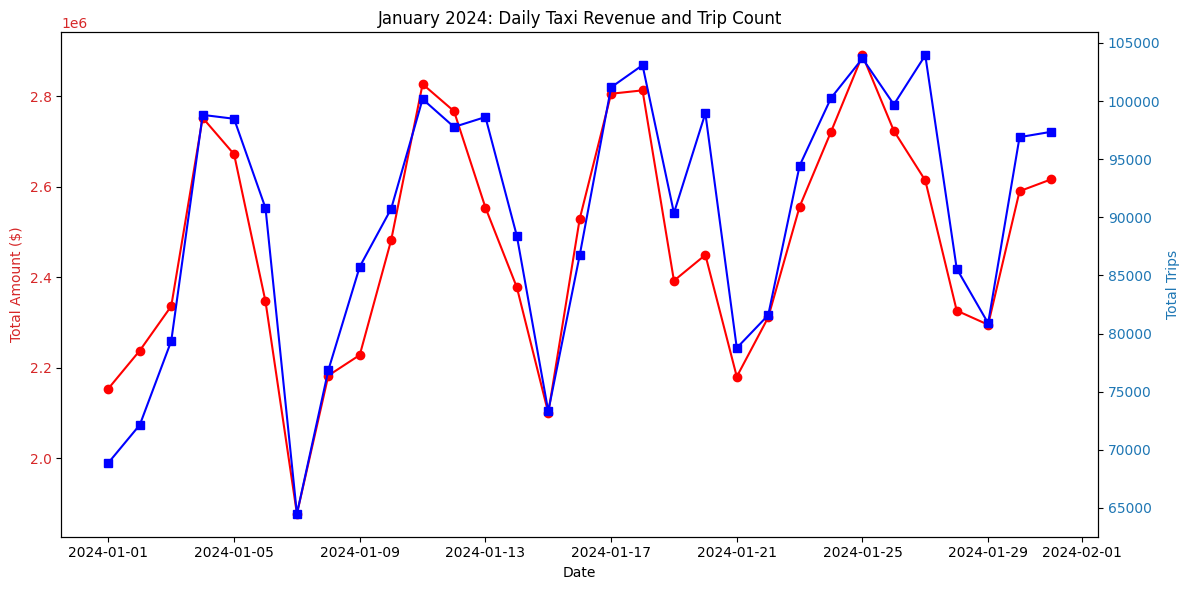 January 2024: Daily Taxi Revenue and Trip Count
1e6
Total Amount ($)
2.8
2.6
2.4
2.2
2.0
105000
100000
95000
90000
85000
80000
75000
70000
65000
Total Trips
2024-01-01 2024-01-05 2024-01-09 2024-01-13 2024-01-17 2024-01-21 2024-01-25 2024-01-29 2024-02-01
Date